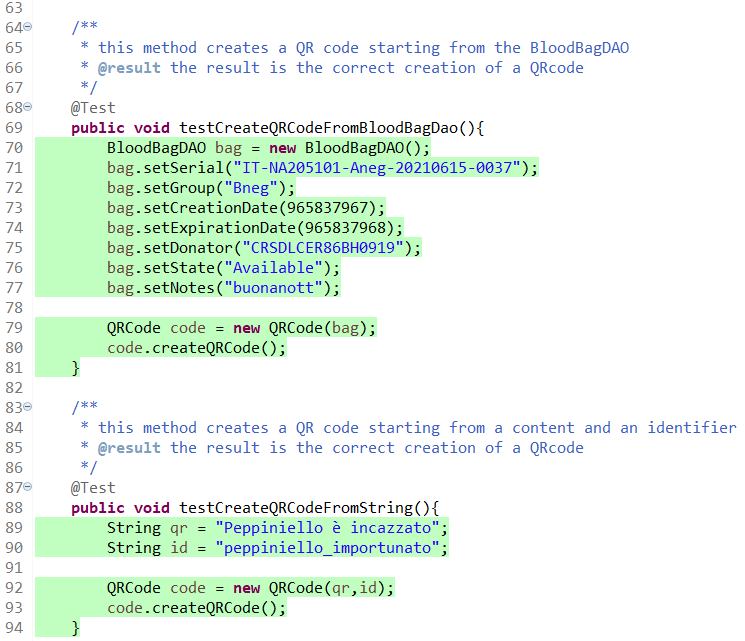 63
64 /**
65 * this method creates a QR code starting from the BloodBagDAO
66 * @result the result is the correct creation of a QRcode
67 */
68 @Test
69 public void testCreateQRCodeFromBloodBagDao(){
70 BloodBagDAO bag = new BloodBagDAO();
71 bag.setSerial("IT-NA205101-Aneg-20210615-0037");
72 bag.setGroup("Bneg");
73 bag.setCreationDate(965837967);
74 bag.setExpirationDate(965837968);
75 bag.setDonator("CRSDLCER86BH0919");
76 bag.setState("Available");
77 bag.setNotes("buonanott");
78
79 QRCode code = new QRCode(bag);
80 code.createQRCode();
81 }
82
83 /**
84 * this method creates a QR code starting from a content and an identifier
85 * @result the result is the correct creation of a QRcode
86 */
87 @Test
88 public void testCreateQRCodeFromString(){
89 String qr = "Peppiniello è incazzato";
90 String id = "peppiniello_importunato";
91
92 QRCode code = new QRCode(qr,id);
93 code.createQRCode();
94 }